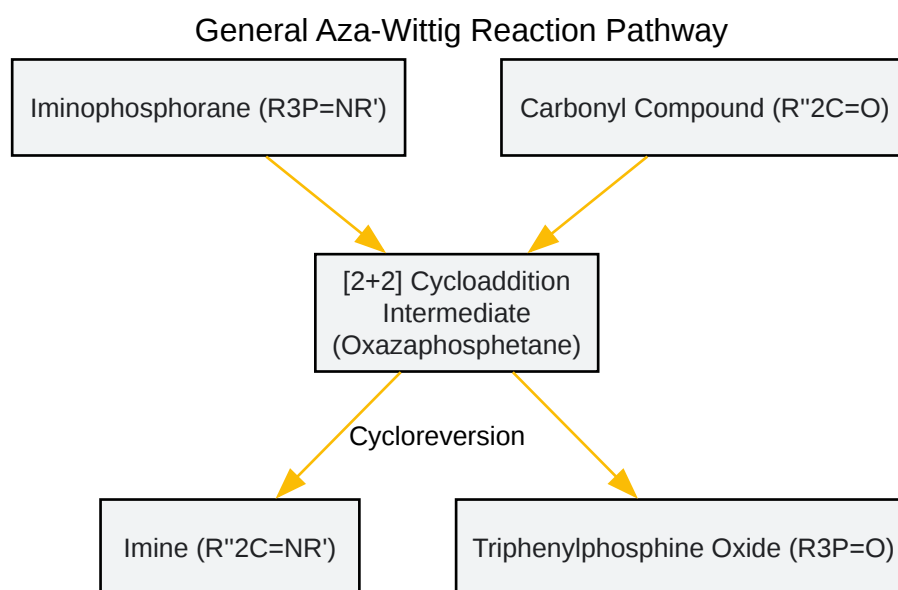 General Aza-Wittig Reaction Pathway
Iminophosphorane (R3P=NR')
Carbonyl Compound (R''2C=O)
[2+2] Cycloaddition
Intermediate
(Oxazaphosphetane)
Cycloreversion
Imine (R''2C=NR')
Triphenylphosphine Oxide (R3P=O)